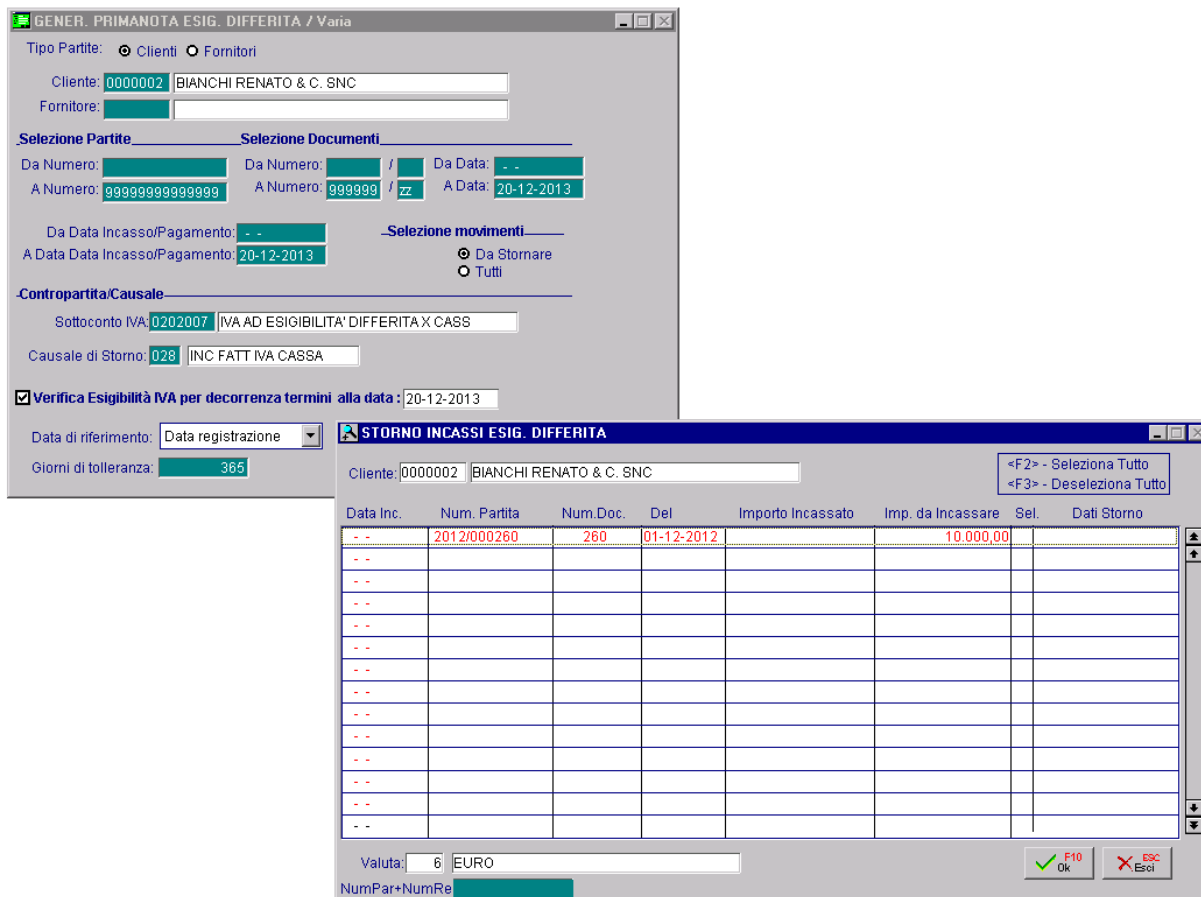 GENER. PRIMANOTA ESIG. DIFFERITA / Varia
Tipo Partite: Clienti Fornitori
Cliente: 0000002 BIANCHI RENATO & C. SNC
Fornitore:
Selezione Partite Selezione Documenti
Da Numero: Da Numero: / Da Data: - -
A Numero: 99999999999999 A Numero: 999999 / zz A Data: 20-12-2013
Da Data Incasso/Pagamento: - - Selezione movimenti
A Data Data Incasso/Pagamento: 20-12-2013 Da Stornare
Tutti
Contropartita/Causale
Sottoconto IVA: 0202007 IVA AD ESIGIBILITA' DIFFERITA X CASS
Causale di Storno: 028 INC FATT IVA CASSA
Verifica Esigibilità IVA per decorrenza termini alla data : 20-12-2013
Data di riferimento: Data registrazione
Giorni di tolleranza: 365
STORNO INCASSI ESIG. DIFFERITA
Cliente: 0000002 BIANCHI RENATO & C. SNC
<F2> - Seleziona Tutto
<F3> - Deseleziona Tutto
Data Inc. Num. Partita Num.Doc. Del Importo Incassato Imp. da Incassare Sel. Dati Storno
- - 2012/000260 260 01-12-2012 10.000,00
- -
- -
- -
- -
- -
- -
- -
- -
- -
- -
- -
- -
- -
Valuta: 6 EURO
F10 Ok
ESC Esci
NumPar+NumRe